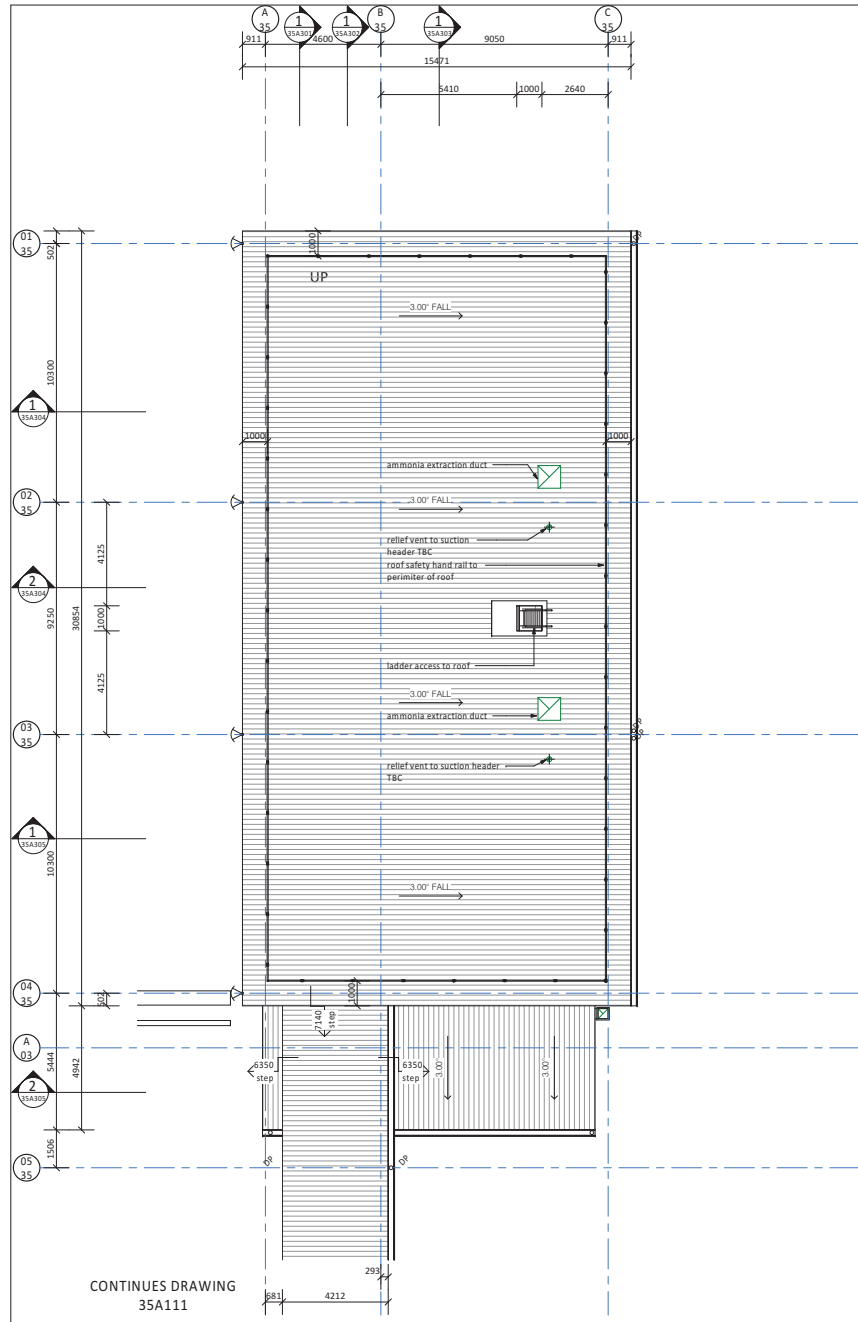 A
35
1
35A301
1
35A302
B
35
1
35A303
C
35
911
4600
9050
911
15471
5410
1000
2640
01
35
502
1000
UP
3.00° FALL
10300
1
35A304
1000
1000
ammonia extraction duct
02
35
3.00° FALL
relief vent to suction
header TBC
roof safety hand rail to
perimiter of roof
4125
2
35A304
9250
30854
1000
4125
ladder access to roof
3.00° FALL
ammonia extraction duct
03
35
DP
DP
relief vent to suction header
TBC
1
35A305
10300
3.00° FALL
04
35
502
1000
7140
step
A
03
6350
step
6350
step
3.00°
3.00°
5444
4942
2
35A305
1506
DP
DP
05
35
293
CONTINUES DRAWING
35A111
681
4212